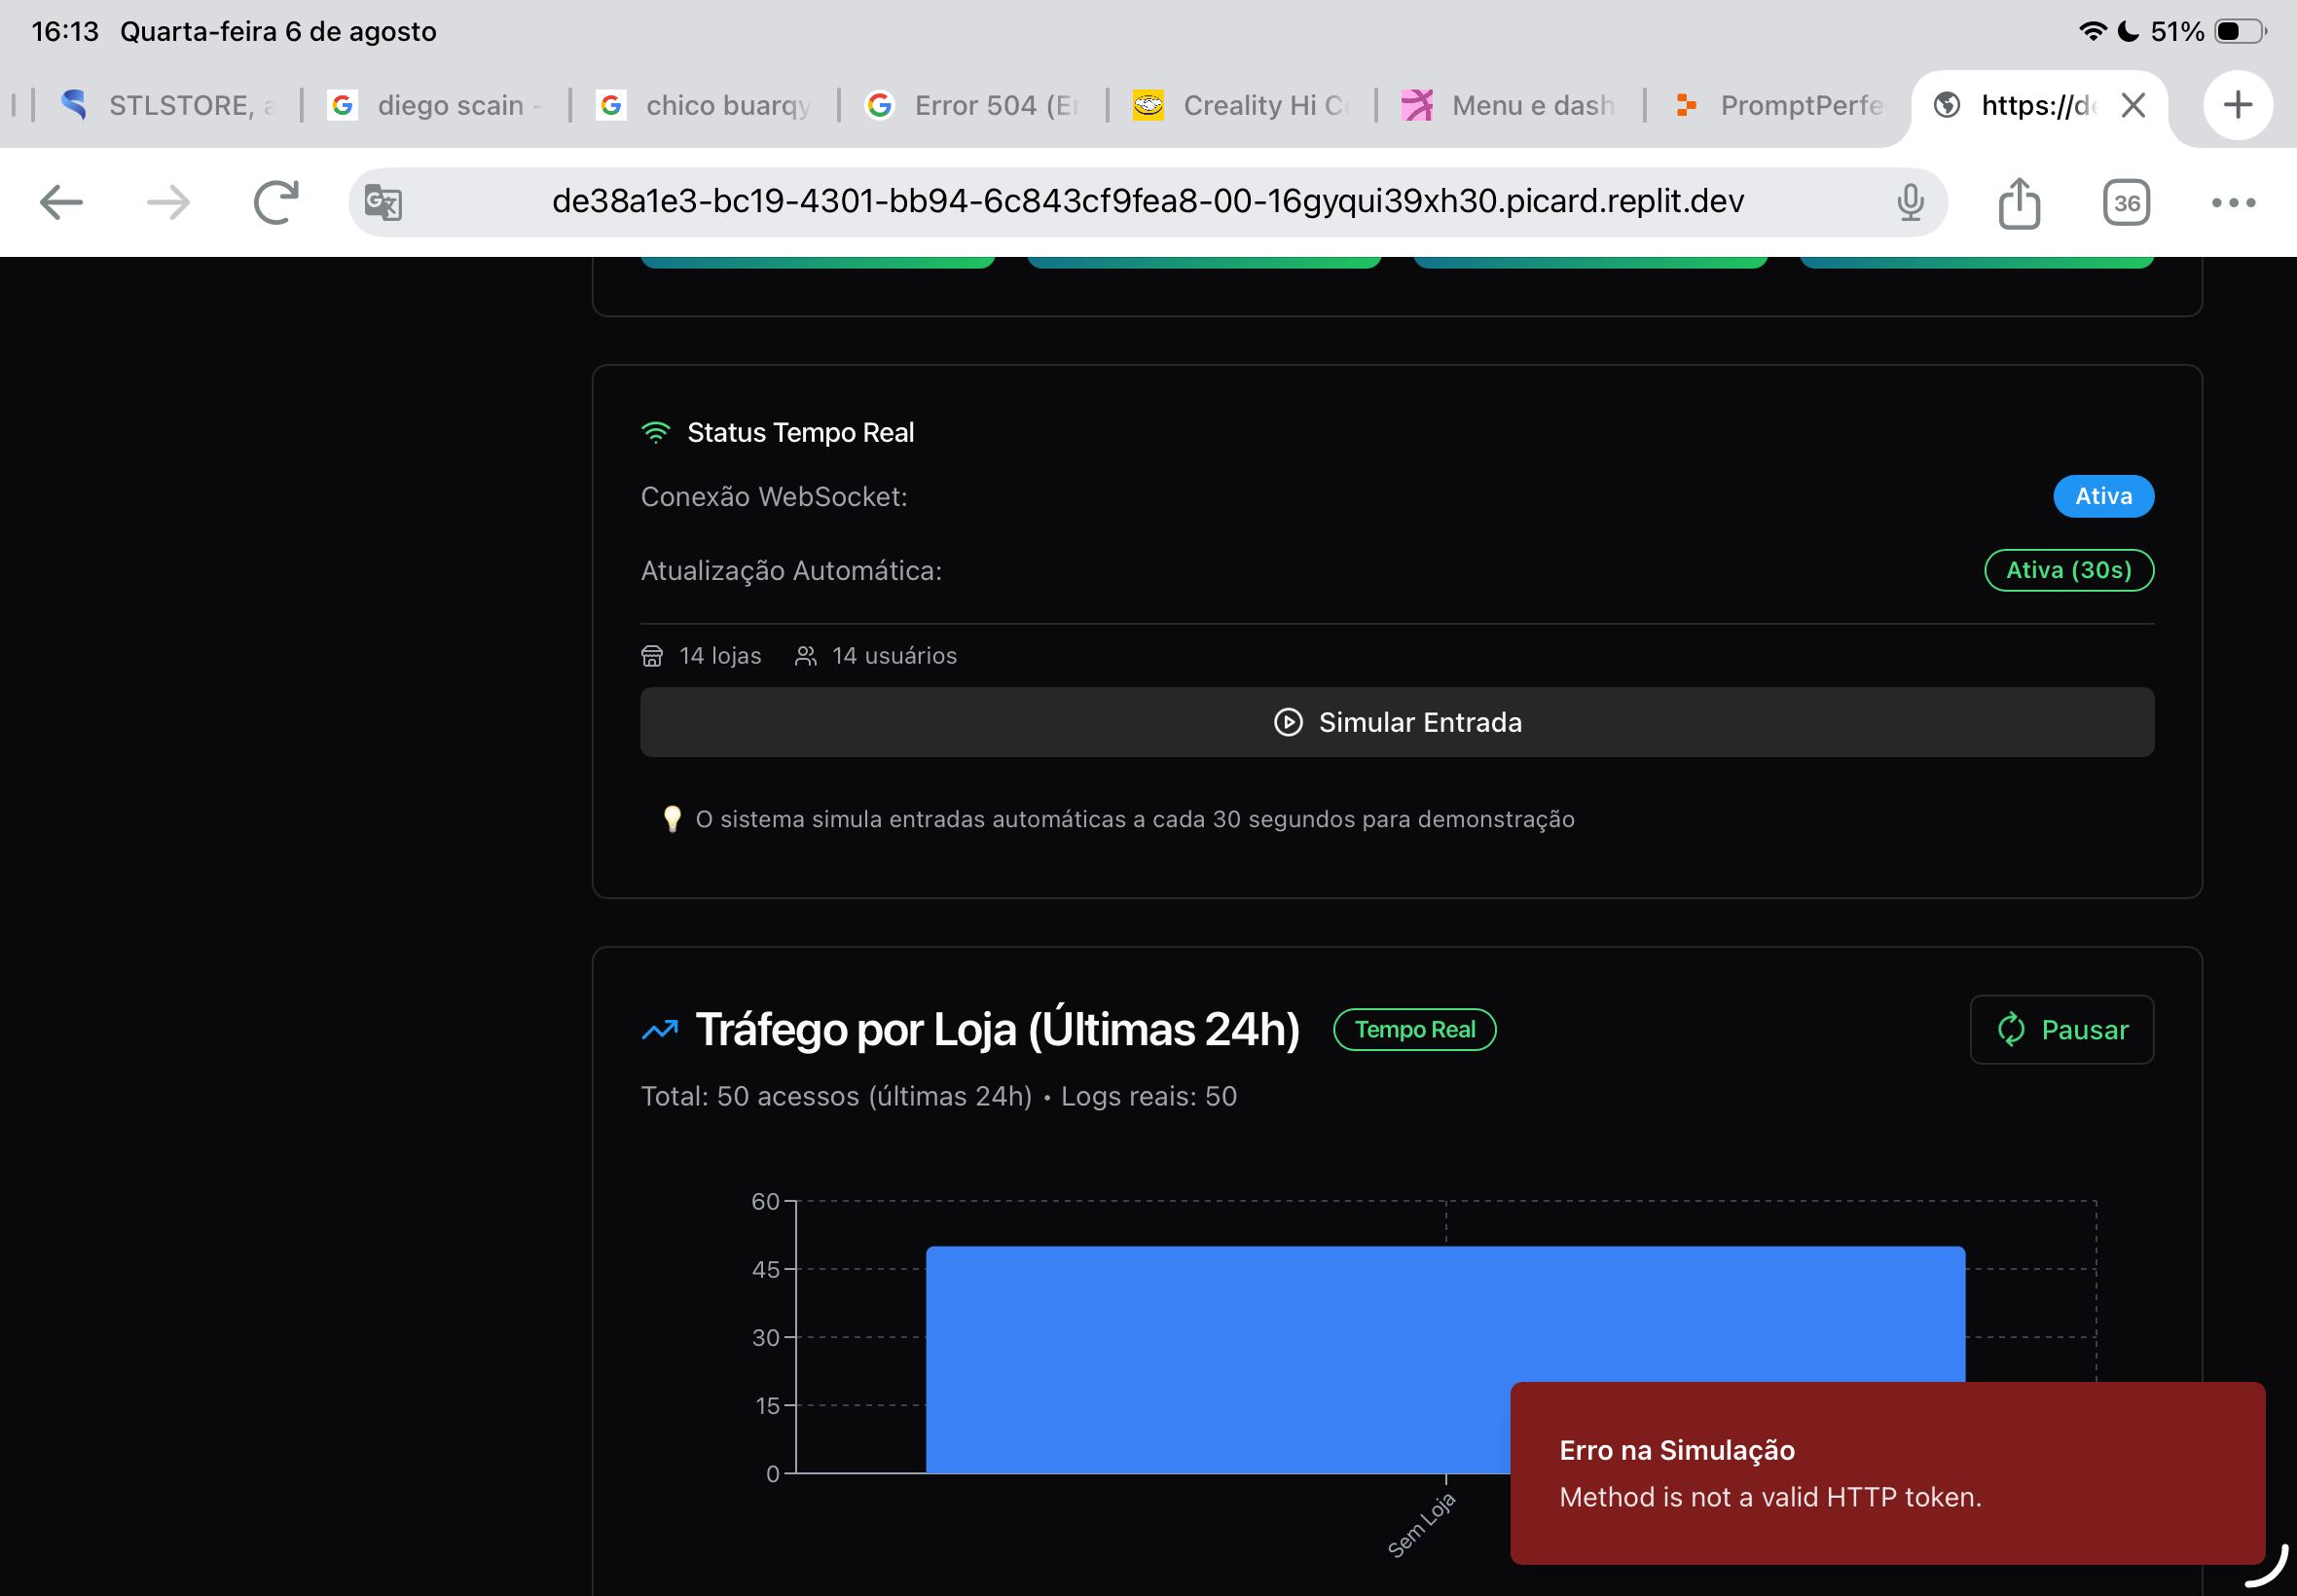 16:13 Quarta-feira 6 de agosto
51%
STLSTORE, a
diego scain -
chico buarqy
Error 504 (Er
Creality Hi Co
Menu e dash
PromptPerfe
https://de
de38a1e3-bc19-4301-bb94-6c843cf9fea8-00-16gyqui39xh30.picard.replit.dev
36
Status Tempo Real
Conexão WebSocket:
Ativa
Atualização Automática:
Ativa (30s)
14 lojas 14 usuários
Simular Entrada
O sistema simula entradas automáticas a cada 30 segundos para demonstração
Tráfego por Loja (Últimas 24h)
Tempo Real
Pausar
Total: 50 acessos (últimas 24h) • Logs reais: 50
60
45
30
15
0
Sem Loja
Erro na Simulação
Method is not a valid HTTP token.